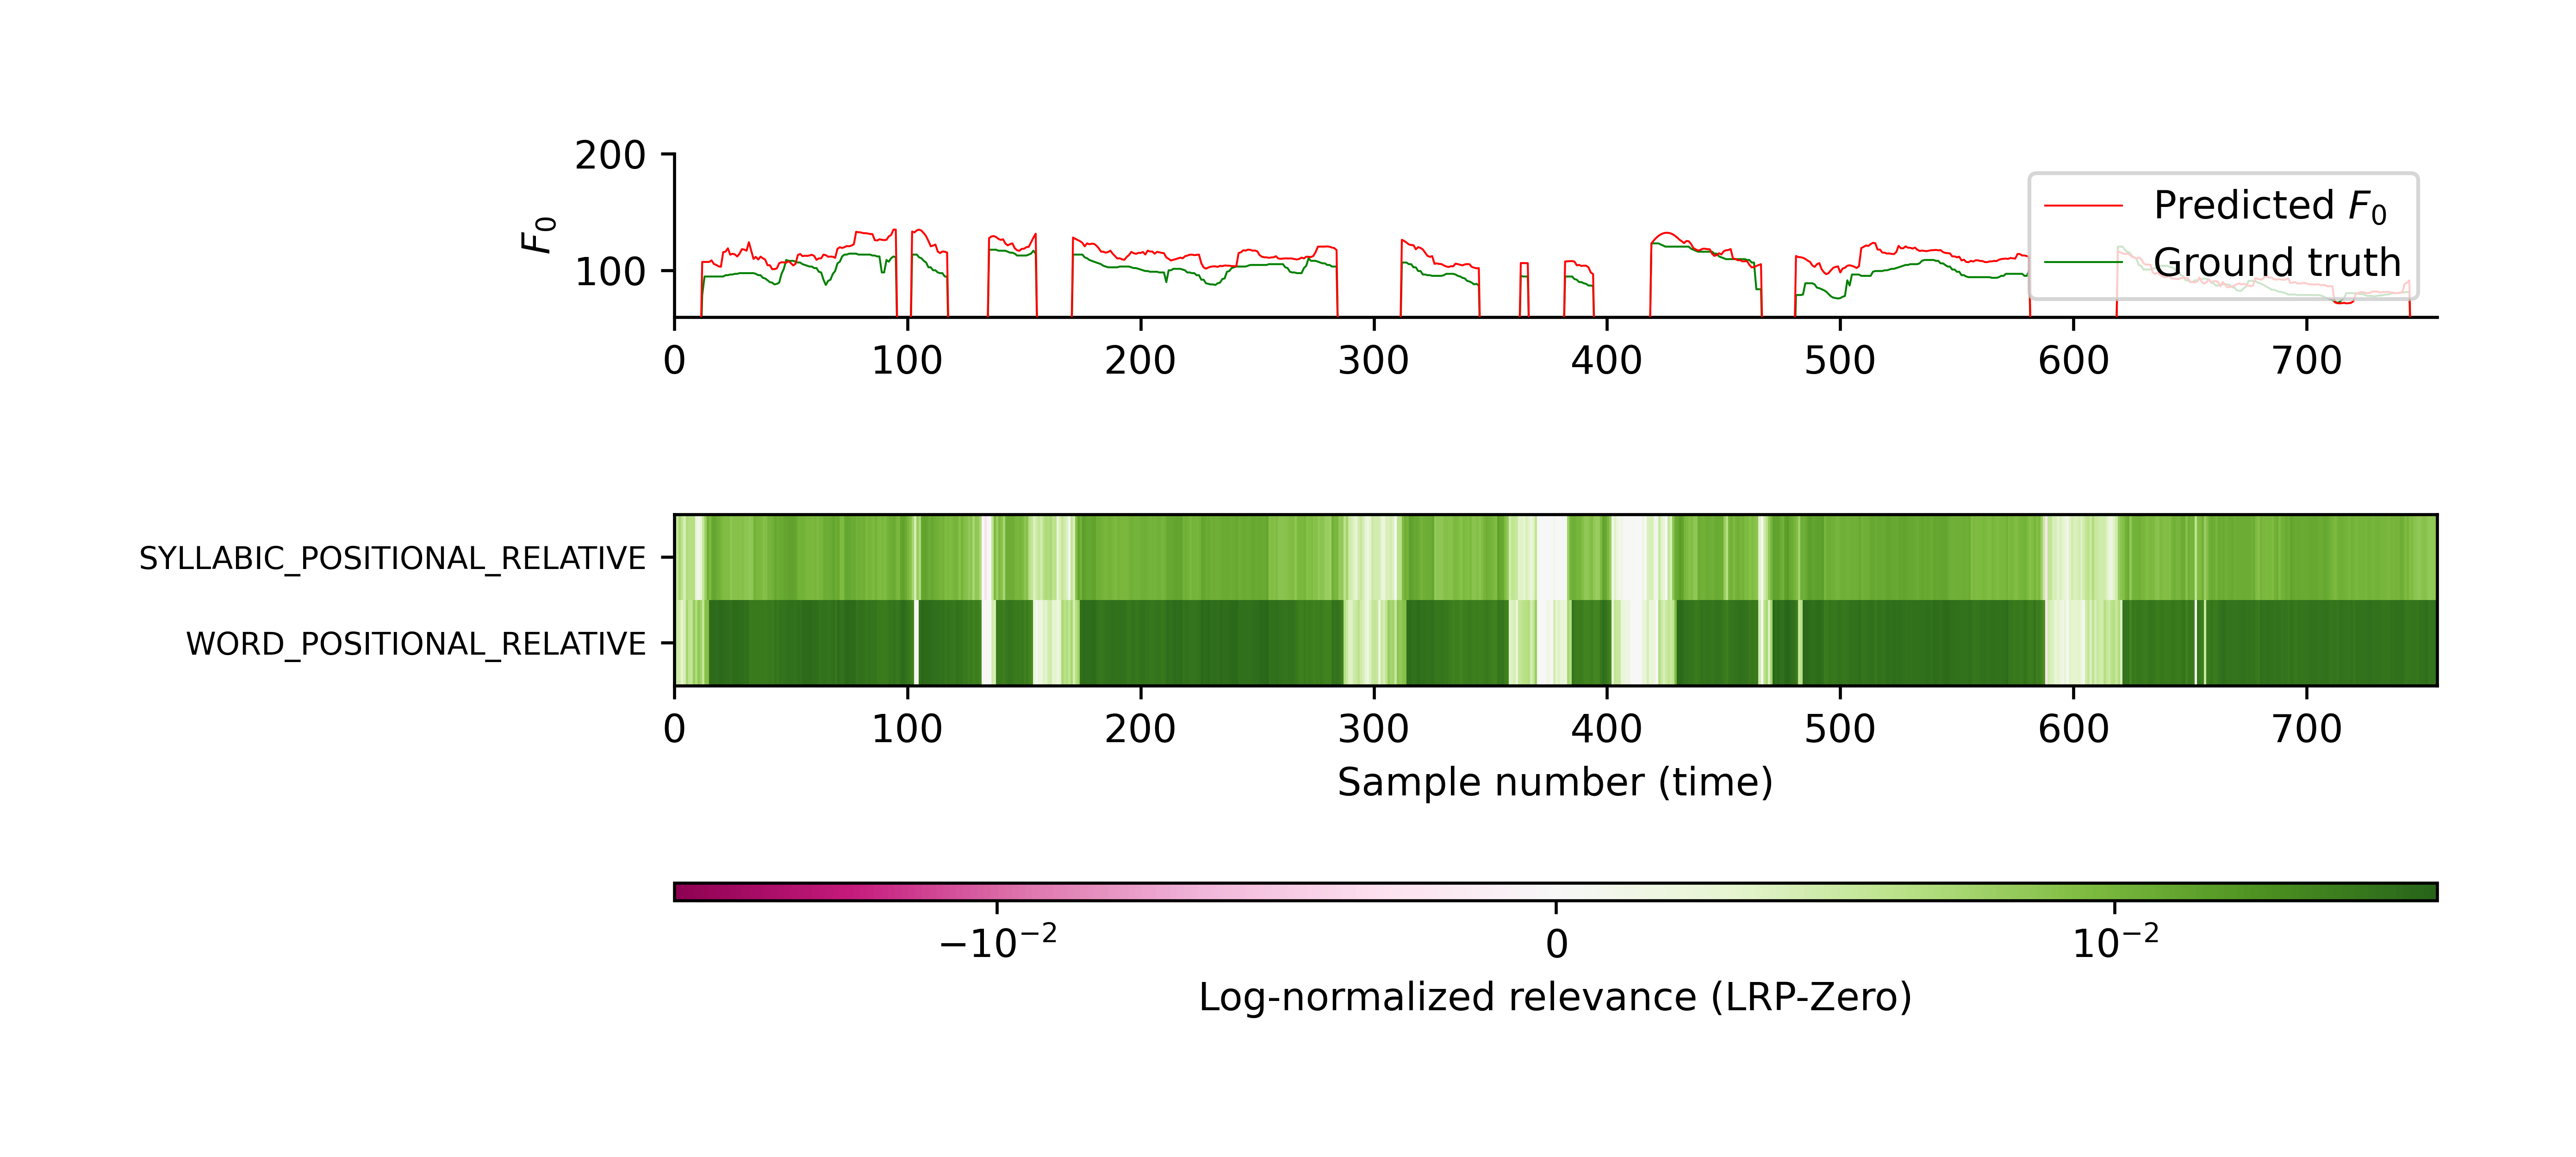 200
100
F₀
Predicted F₀
Ground truth
0 100 200 300 400 500 600 700
SYLLABIC_POSITIONAL_RELATIVE
WORD_POSITIONAL_RELATIVE
0 100 200 300 400 500 600 700
Sample number (time)
−10⁻² 0 10⁻²
Log-normalized relevance (LRP-Zero)